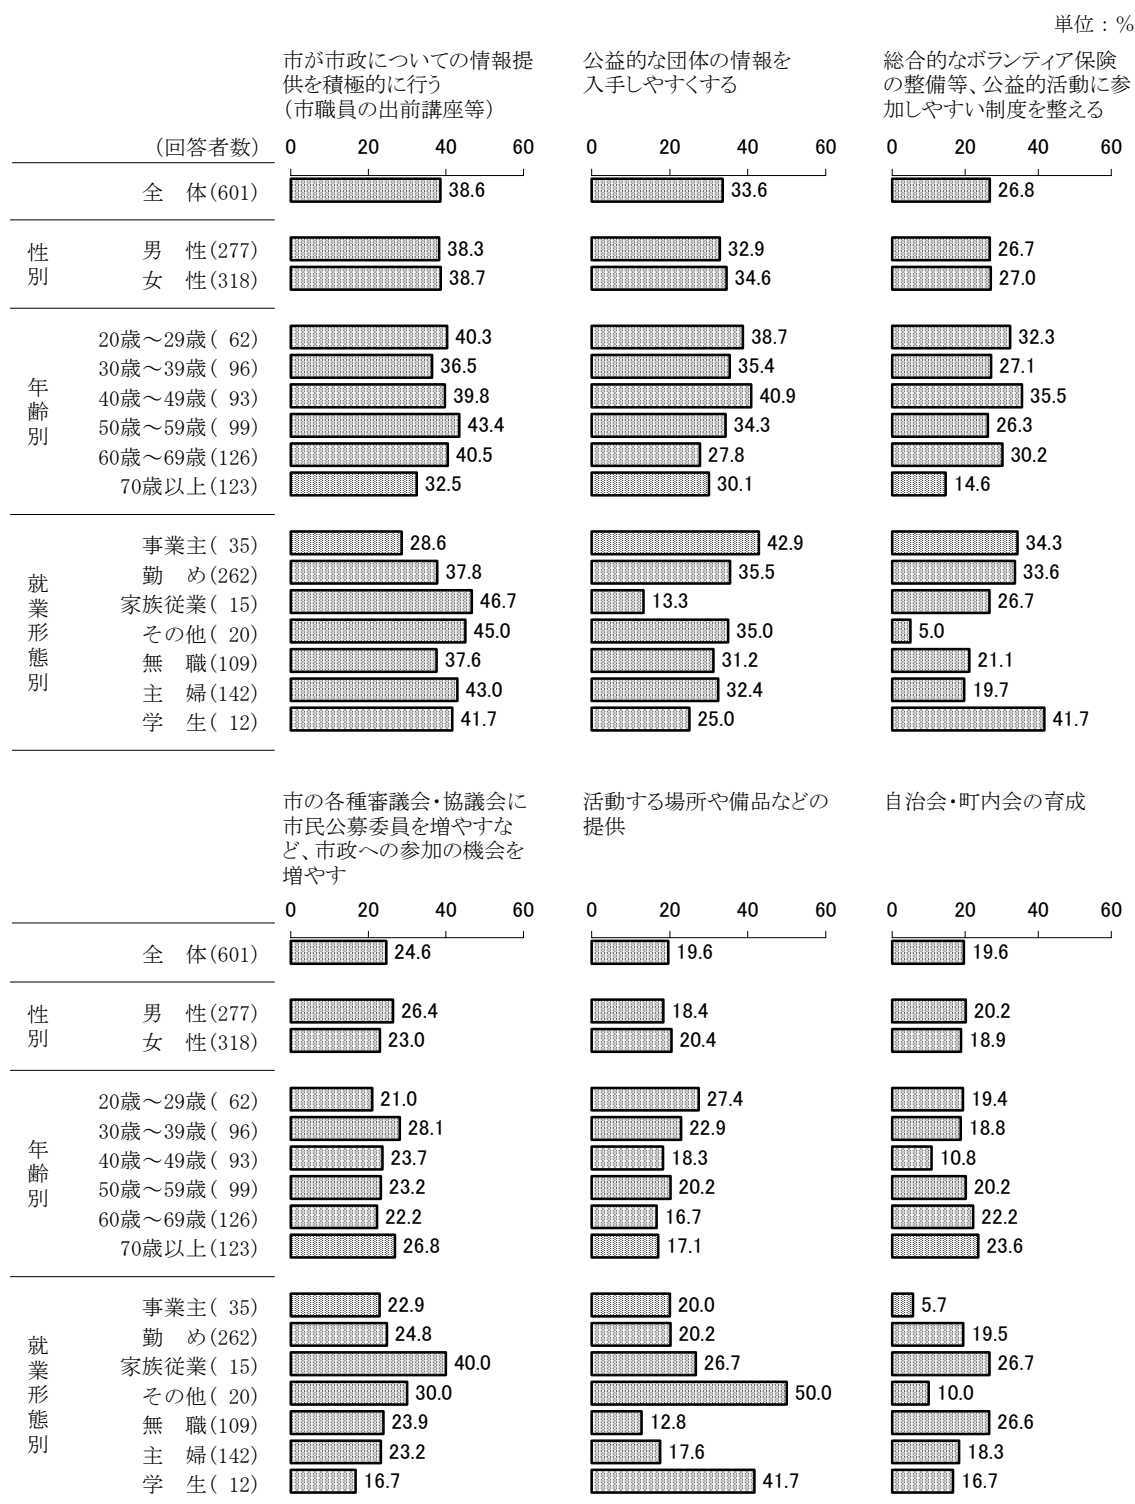 単位：%
市が市政についての情報提
供を積極的に行う
（市職員の出前講座等）
公益的な団体の情報を
入手しやすくする
総合的なボランティア保険
の整備等、公益的活動に参
加しやすい制度を整える
(回答者数) 0 20 40 60 0 20 40 60 0 20 40 60
全　体(601) 38.6 33.6 26.8
性別
男　性(277) 38.3 32.9 26.7
女　性(318) 38.7 34.6 27.0
年齢別
20歳～29歳( 62) 40.3 38.7 32.3
30歳～39歳( 96) 36.5 35.4 27.1
40歳～49歳( 93) 39.8 40.9 35.5
50歳～59歳( 99) 43.4 34.3 26.3
60歳～69歳(126) 40.5 27.8 30.2
70歳以上(123) 32.5 30.1 14.6
就業形態別
事業主( 35) 28.6 42.9 34.3
勤　め(262) 37.8 35.5 33.6
家族従業( 15) 46.7 13.3 26.7
その他( 20) 45.0 35.0 5.0
無　職(109) 37.6 31.2 21.1
主　婦(142) 43.0 32.4 19.7
学　生( 12) 41.7 25.0 41.7
市の各種審議会・協議会に
市民公募委員を増やすな
ど、市政への参加の機会を
増やす
活動する場所や備品などの
提供
自治会・町内会の育成
0 20 40 60 0 20 40 60 0 20 40 60
全　体(601) 24.6 19.6 19.6
性別
男　性(277) 26.4 18.4 20.2
女　性(318) 23.0 20.4 18.9
年齢別
20歳～29歳( 62) 21.0 27.4 19.4
30歳～39歳( 96) 28.1 22.9 18.8
40歳～49歳( 93) 23.7 18.3 10.8
50歳～59歳( 99) 23.2 20.2 20.2
60歳～69歳(126) 22.2 16.7 22.2
70歳以上(123) 26.8 17.1 23.6
就業形態別
事業主( 35) 22.9 20.0 5.7
勤　め(262) 24.8 20.2 19.5
家族従業( 15) 40.0 26.7 26.7
その他( 20) 30.0 50.0 10.0
無　職(109) 23.9 12.8 26.6
主　婦(142) 23.2 17.6 18.3
学　生( 12) 16.7 41.7 16.7